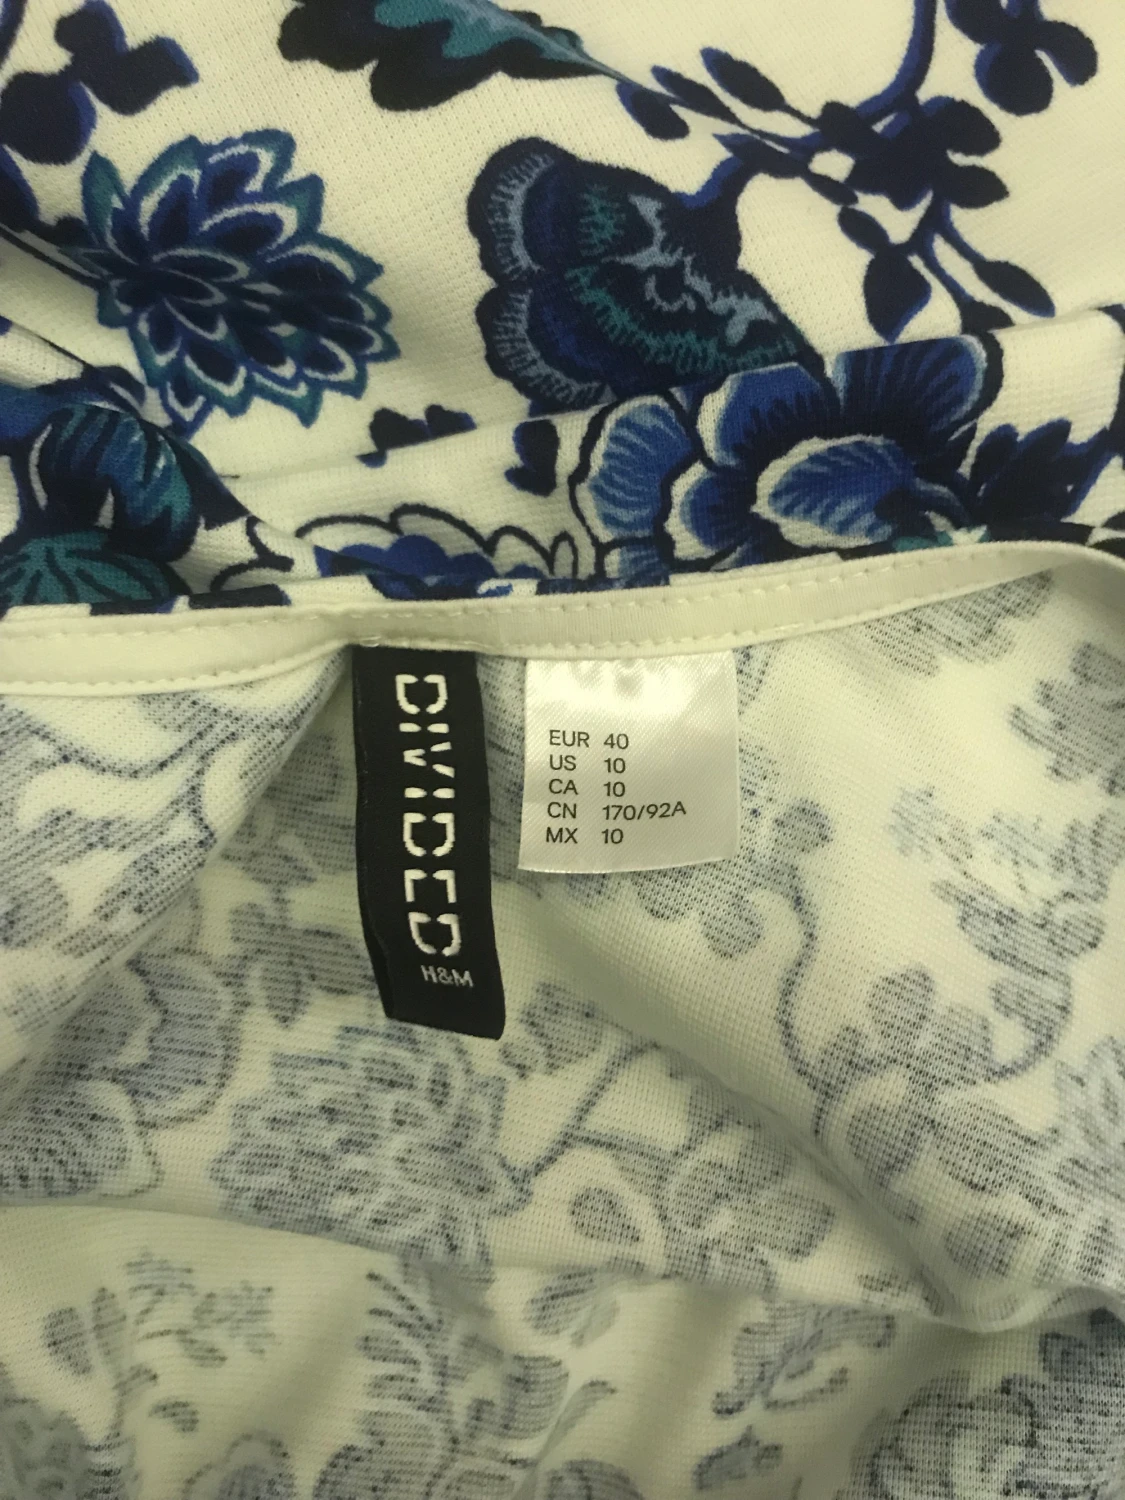 DIVIDED
H&M
EUR 40
US 10
CA 10
CN 170/92A
MX 10